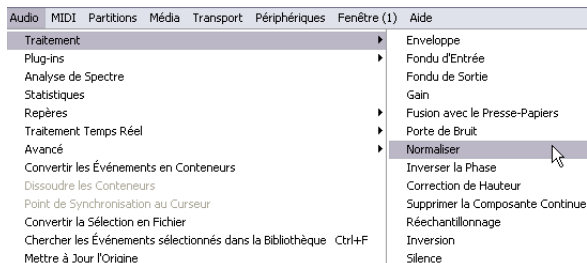 Audio MIDI Partitions Média Transport Périphériques Fenêtre (1) Aide
Traitement
Plug-ins
Analyse de Spectre
Statistiques
Repères
Traitement Temps Réel
Avancé
Convertir les Événements en Conteneurs
Dissoudre les Conteneurs
Point de Synchronisation au Curseur
Convertir la Sélection en Fichier
Chercher les Événements sélectionnés dans la Bibliothèque Ctrl+F
Mettre à Jour l'Origine
Enveloppe
Fondu d'Entrée
Fondu de Sortie
Gain
Fusion avec le Presse-Papiers
Porte de Bruit
Normaliser
Inverser la Phase
Correction de Hauteur
Supprimer la Composante Continue
Rééchantillonnage
Inversion
Silence